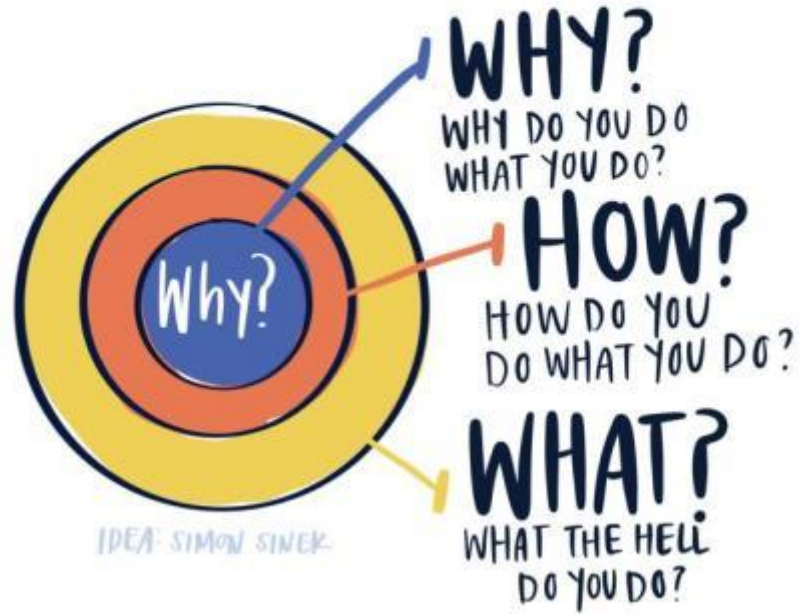 Why?
WHY?
WHY DO YOU DO
WHAT YOU DO?
HOW?
HOW DO YOU
DO WHAT YOU DO?
WHAT?
WHAT THE HELL
DO YOU DO?
IDEA: SIMON SINEK